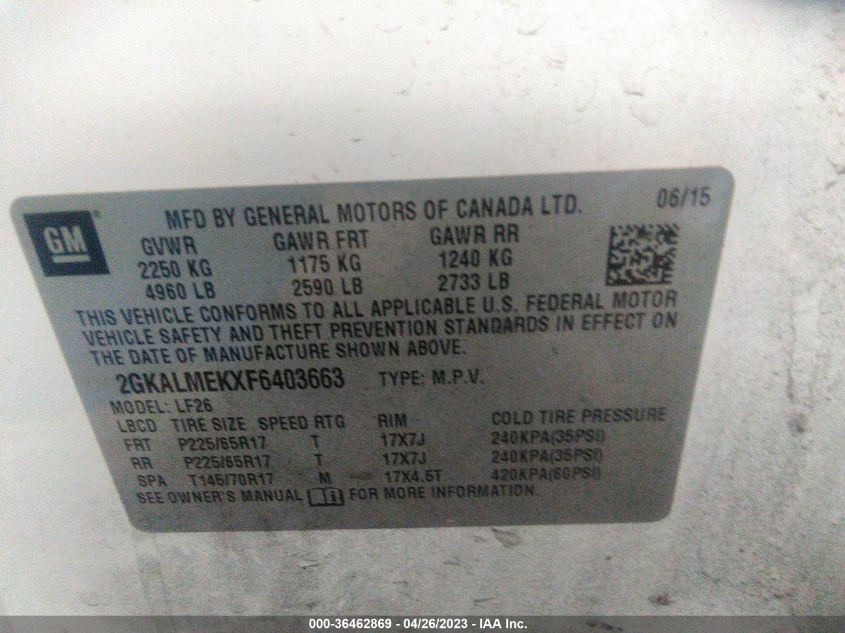 MFD BY GENERAL MOTORS OF CANADA LTD. 06/15
GM
GVWR GAWR FRT GAWR RR
2250 KG 1175 KG 1240 KG
4960 LB 2590 LB 2733 LB
THIS VEHICLE CONFORMS TO ALL APPLICABLE U.S. FEDERAL MOTOR
VEHICLE SAFETY AND THEFT PREVENTION STANDARDS IN EFFECT ON
THE DATE OF MANUFACTURE SHOWN ABOVE.
2GKALMEKXF6403663 TYPE: M.P.V.
MODEL: LF26
LBCD TIRE SIZE SPEED RTG RIM COLD TIRE PRESSURE
FRT P225/65R17 T 17X7J 240KPA(35PSI)
RR P225/65R17 T 17X7J 240KPA(35PSI)
SPA T145/70R17 M 17X4.5T 420KPA(60PSI)
SEE OWNER'S MANUAL FOR MORE INFORMATION.
000-36462869 - 04/26/2023 - IAA Inc.